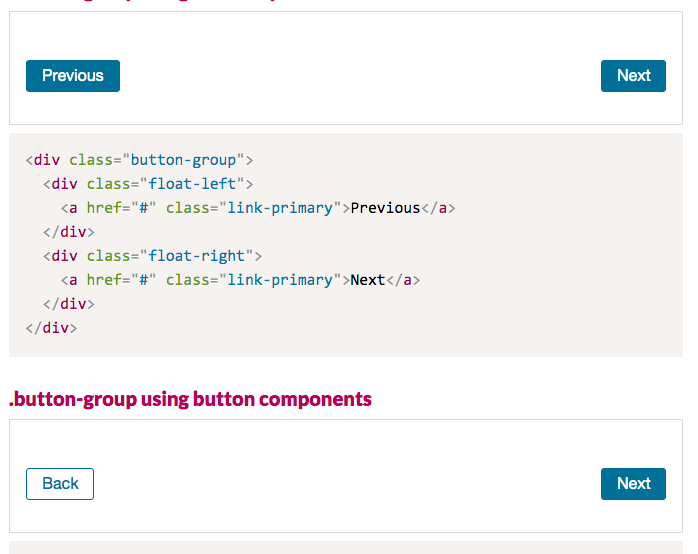 Previous
Next
<div class="button-group">
  <div class="float-left">
    <a href="#" class="link-primary">Previous</a>
  </div>
  <div class="float-right">
    <a href="#" class="link-primary">Next</a>
  </div>
</div>
.button-group using button components
Back
Next